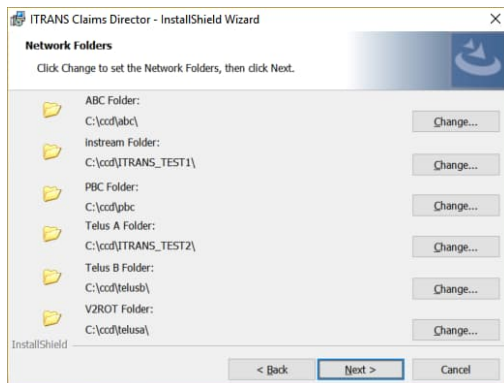 ITRANS Claims Director - InstallShield Wizard
Network Folders
Click Change to set the Network Folders, then click Next.
ABC Folder:
C:\ccd\abc\
Change...
instream Folder:
C:\ccd\ITRANS_TEST1\
Change...
PBC Folder:
C:\ccd\pbc
Change...
Telus A Folder:
C:\ccd\ITRANS_TEST2\
Change...
Telus B Folder:
C:\ccd\telusb\
Change...
V2ROT Folder:
C:\ccd\telusa\
Change...
InstallShield
< Back Next > Cancel